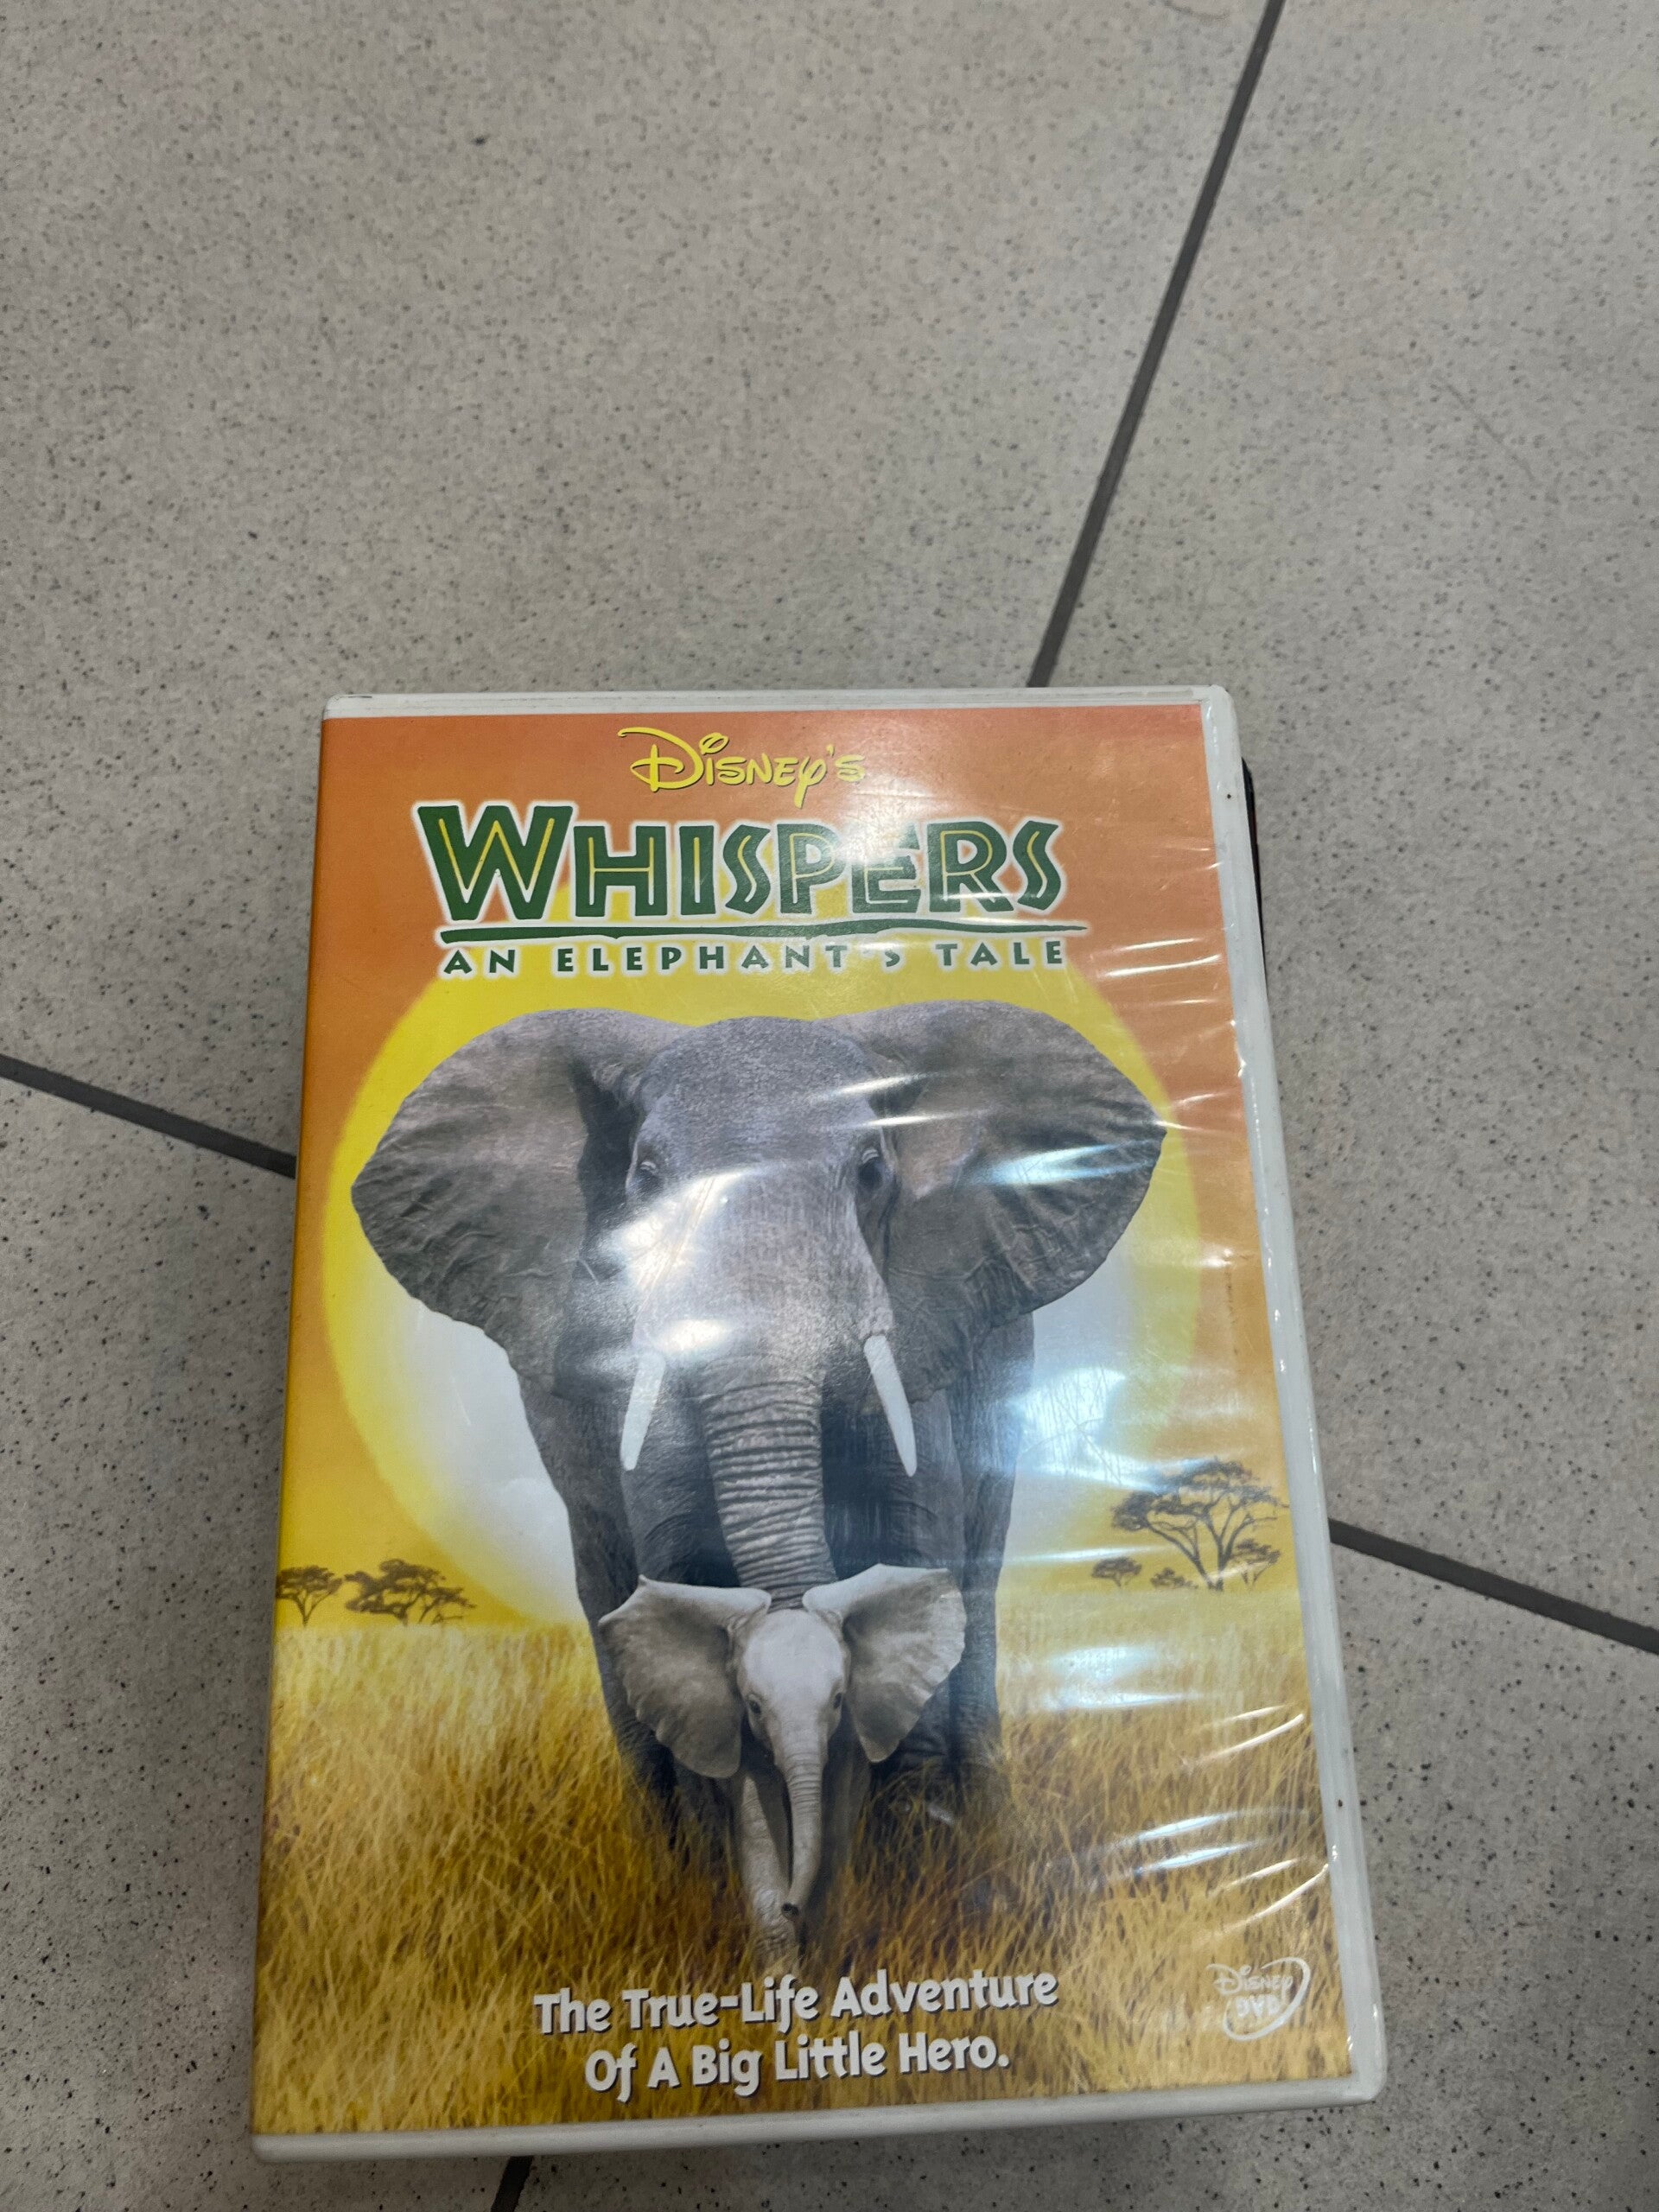 Disney's
Whispers
AN ELEPHANT'S TALE
The True-Life Adventure
Of A Big Little Hero.
Disney
DVD